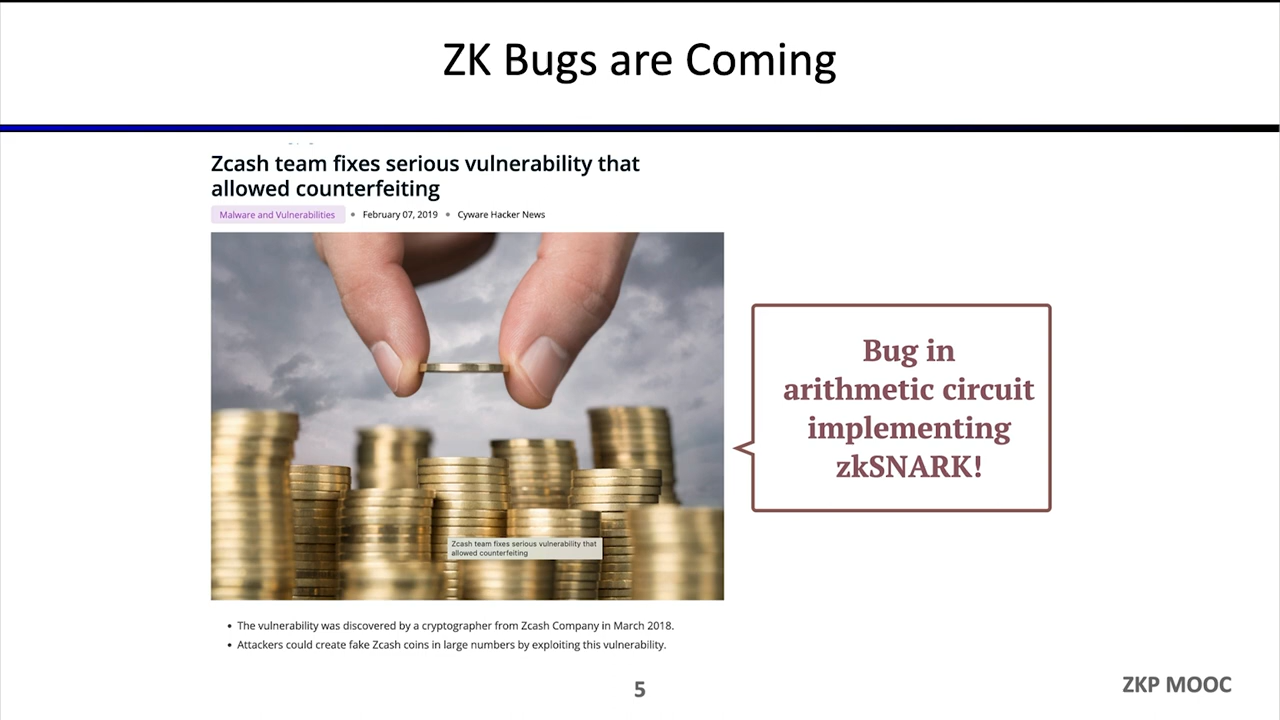 ZK Bugs are Coming
Zcash team fixes serious vulnerability that
allowed counterfeiting
Malware and Vulnerabilities • February 07, 2019 • Cyware Hacker News
Bug in
arithmetic circuit
implementing
zkSNARK!
Zcash team fixes serious vulnerability that
allowed counterfeiting
• The vulnerability was discovered by a cryptographer from Zcash Company in March 2018.
• Attackers could create fake Zcash coins in large numbers by exploiting this vulnerability.
5
ZKP MOOC